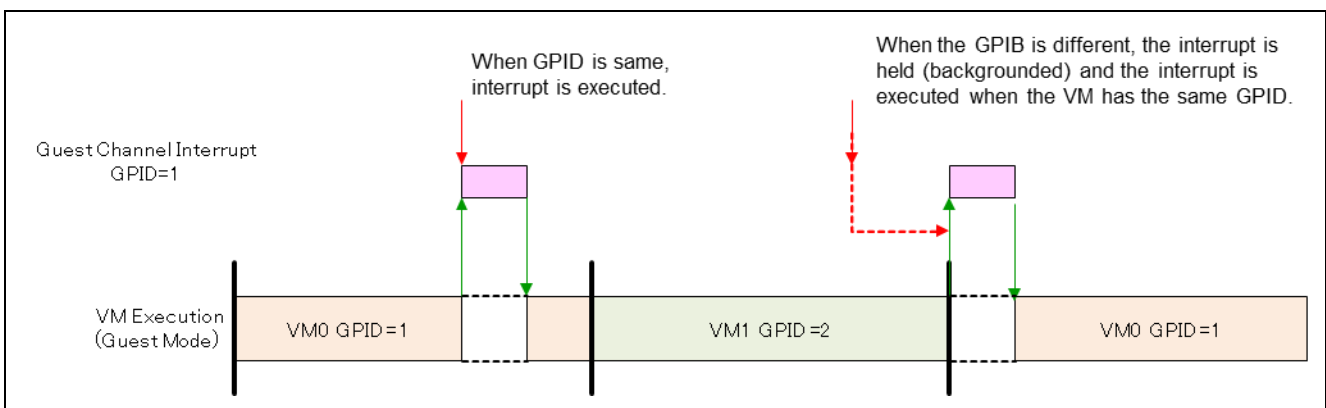 When GPID is same,
interrupt is executed.
When the GPIB is different, the interrupt is
held (backgrounded) and the interrupt is
executed when the VM has the same GPID.
Guest Channel Interrupt
GPID=1
VM Execution
(Guest Mode)
VM0 GPID=1
VM1 GPID=2
VM0 GPID=1